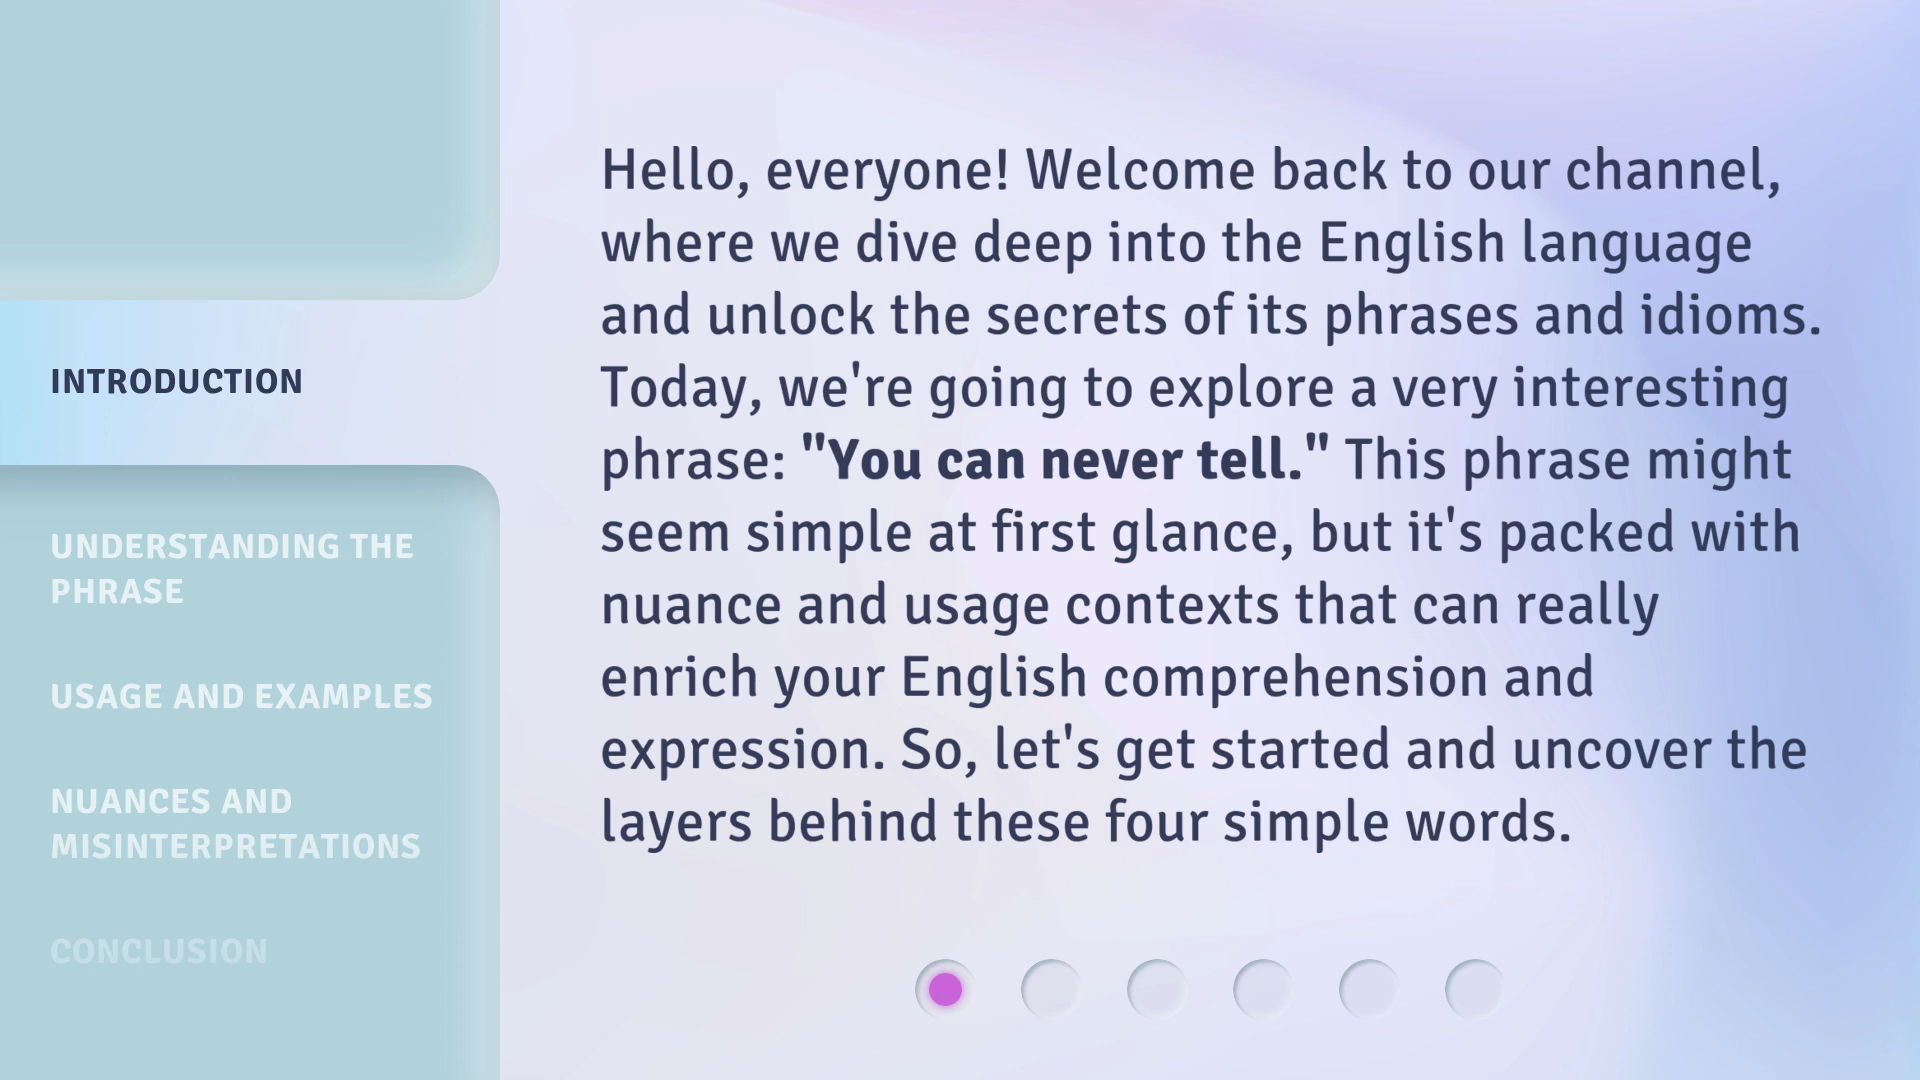 INTRODUCTION
UNDERSTANDING THE
PHRASE
USAGE AND EXAMPLES
NUANCES AND
MISINTERPRETATIONS
CONCLUSION
Hello, everyone! Welcome back to our channel,
where we dive deep into the English language
and unlock the secrets of its phrases and idioms.
Today, we're going to explore a very interesting
phrase: "You can never tell." This phrase might
seem simple at first glance, but it's packed with
nuance and usage contexts that can really
enrich your English comprehension and
expression. So, let's get started and uncover the
layers behind these four simple words.